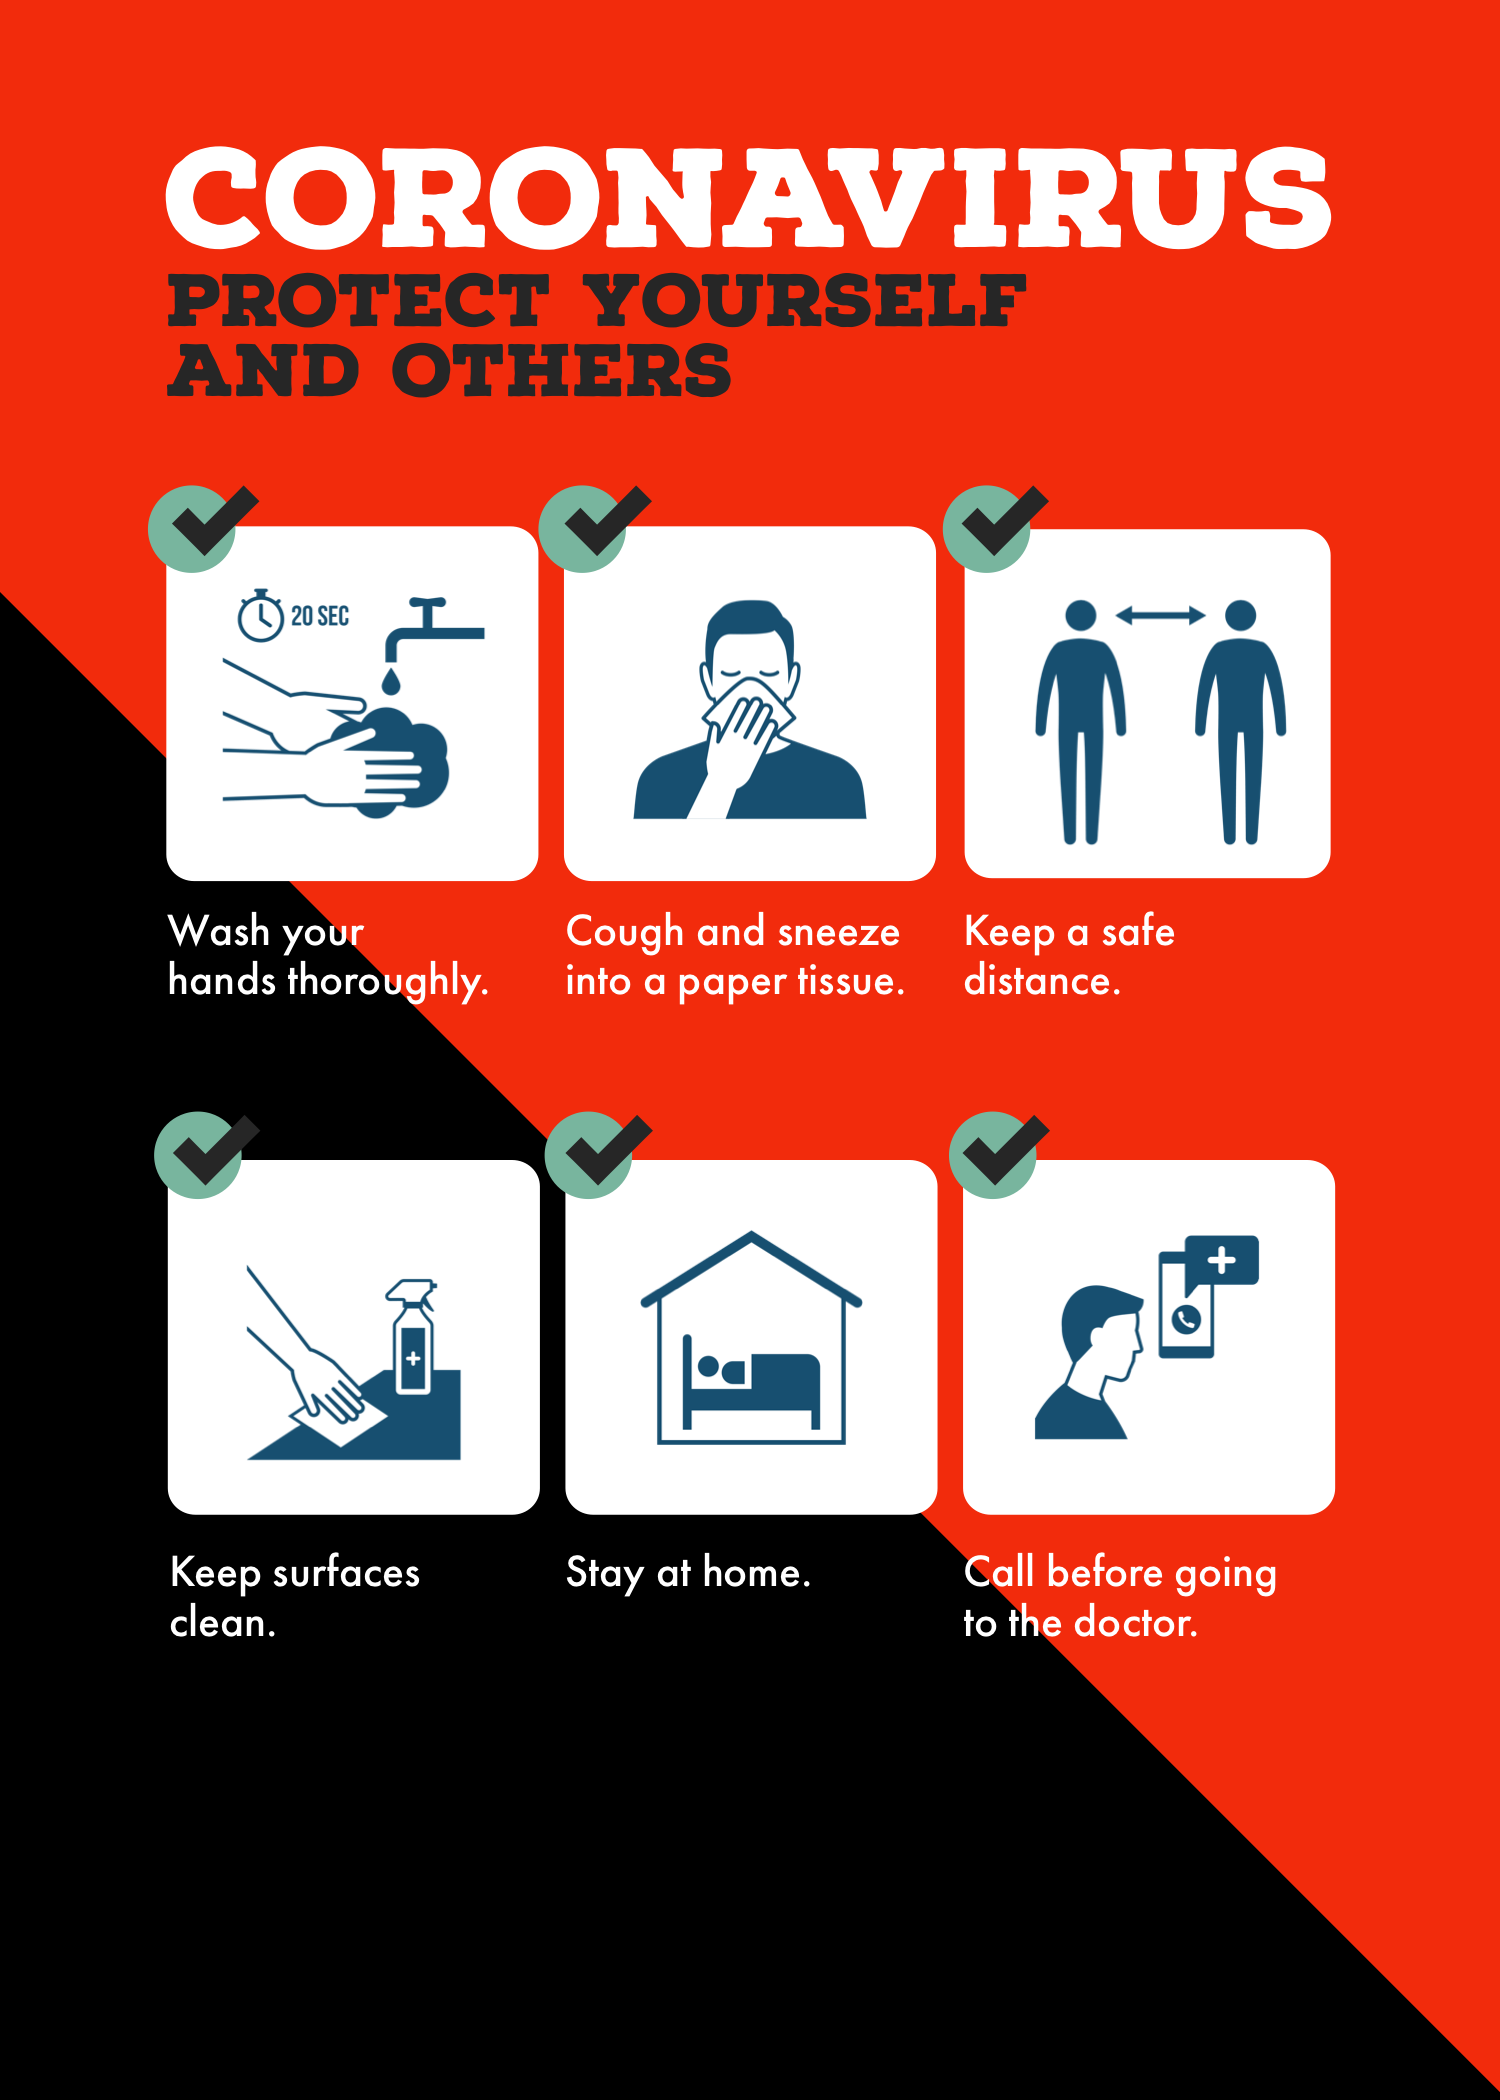 CORONAVIRUS
PROTECT YOURSELF
AND OTHERS
20 SEC
Wash your
hands thoroughly.
Cough and sneeze
into a paper tissue.
Keep a safe
distance.
Keep surfaces
clean.
Stay at home.
Call before going
to the doctor.